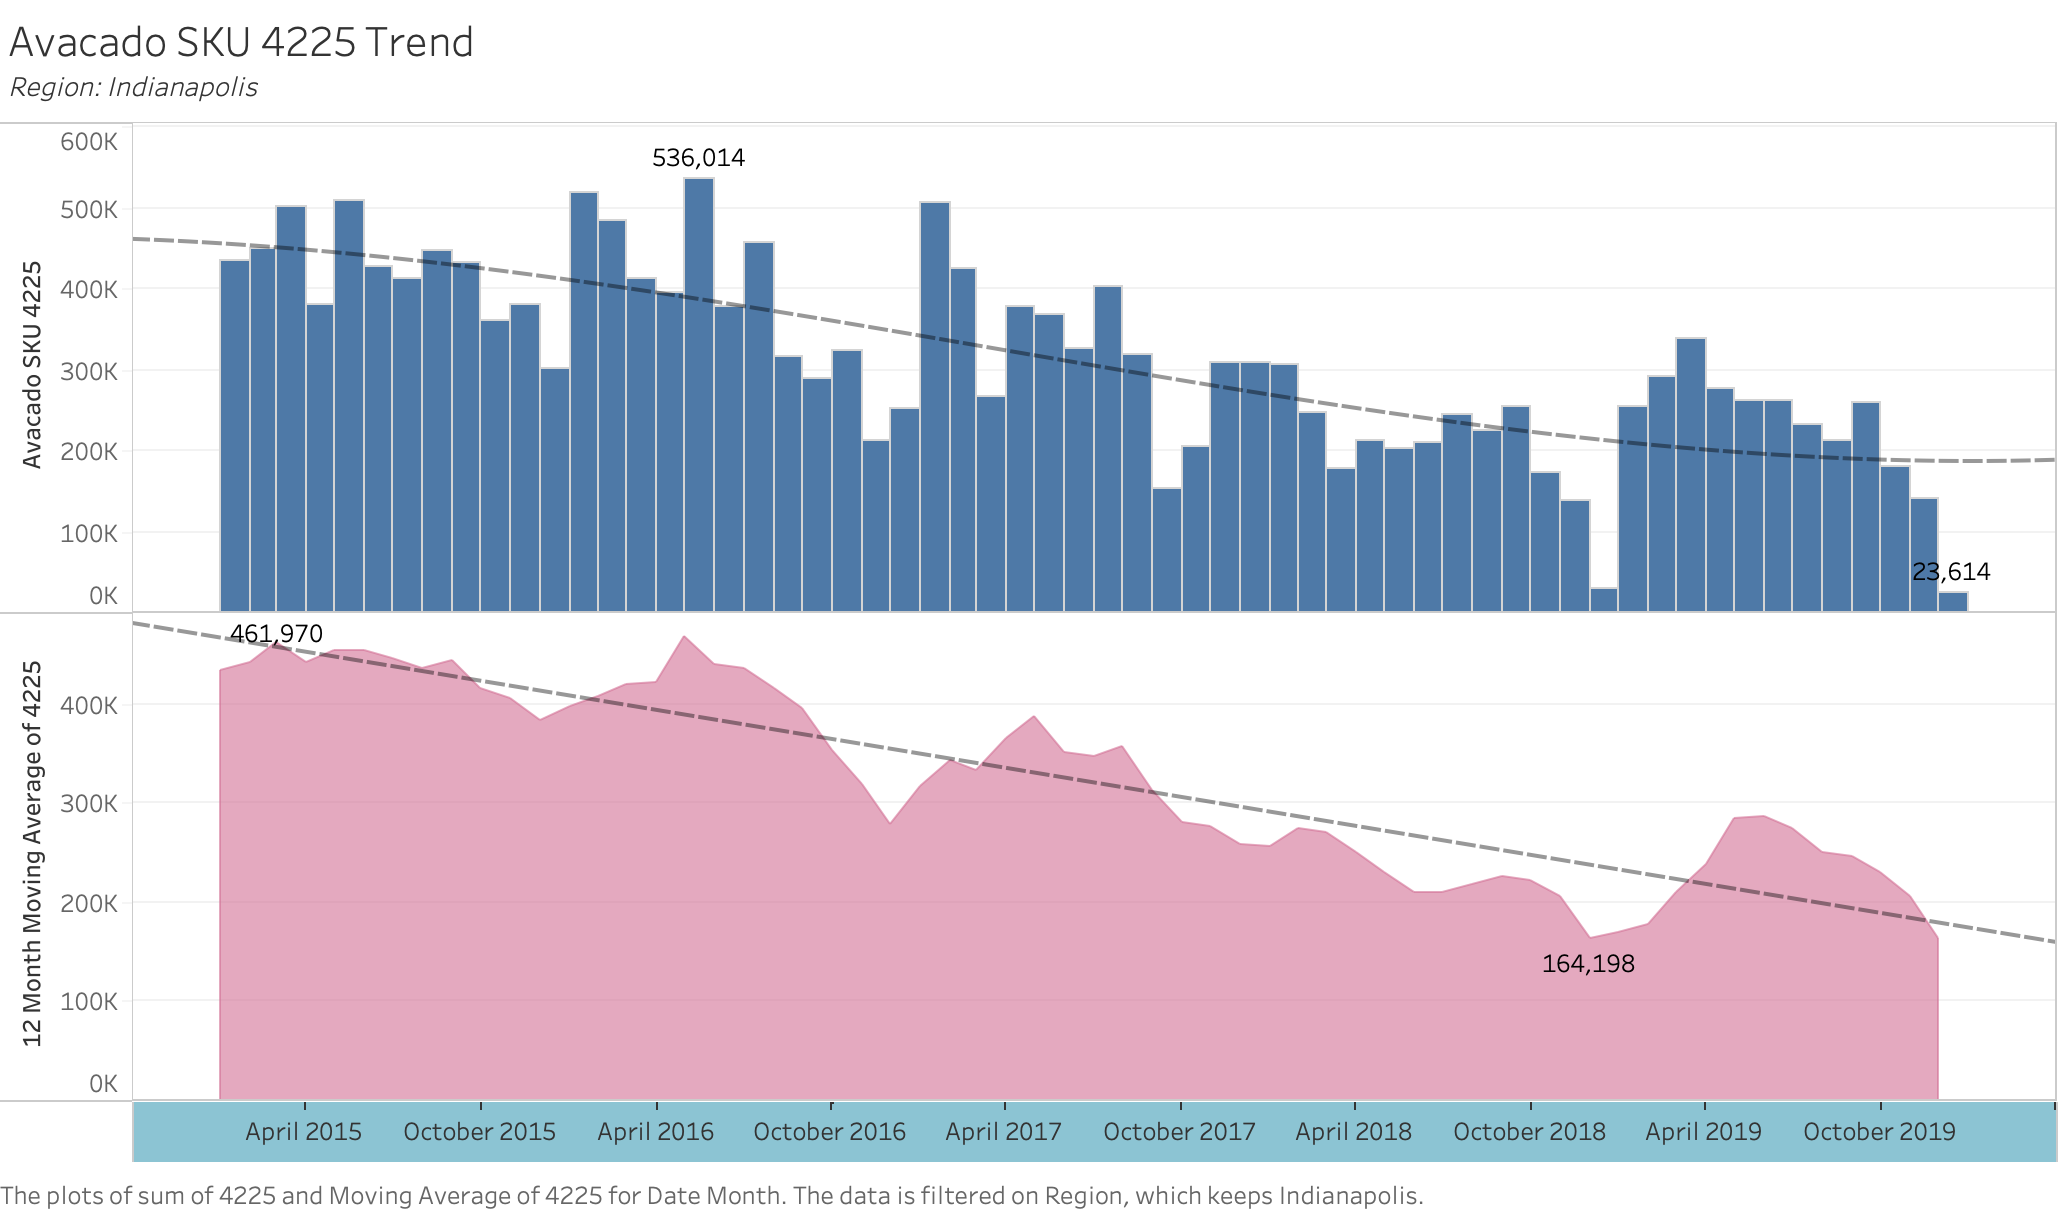 Avacado SKU 4225 Trend
Region: Indianapolis
Avacado SKU 4225
600K
500K
400K
300K
200K
100K
0K
536,014
23,614
12 Month Moving Average of 4225
400K
300K
200K
100K
0K
461,970
164,198
April 2015
October 2015
April 2016
October 2016
April 2017
October 2017
April 2018
October 2018
April 2019
October 2019
The plots of sum of 4225 and Moving Average of 4225 for Date Month. The data is filtered on Region, which keeps Indianapolis.